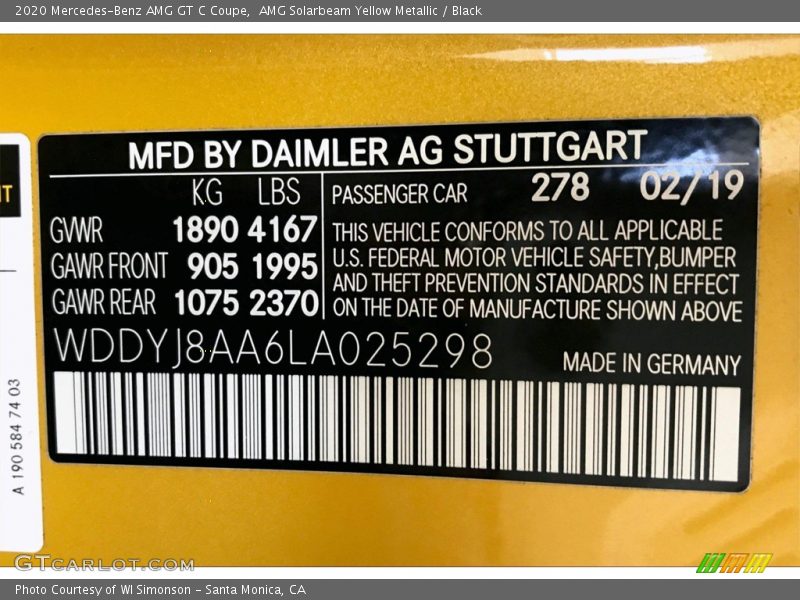 2020 Mercedes-Benz AMG GT C Coupe,  AMG Solarbeam Yellow Metallic / Black
MFD BY DAIMLER AG STUTTGART
KG LBS
GVWR 1890 4167
GAWR FRONT 905 1995
GAWR REAR 1075 2370
PASSENGER CAR 278 02/19
THIS VEHICLE CONFORMS TO ALL APPLICABLE
U.S. FEDERAL MOTOR VEHICLE SAFETY,BUMPER
AND THEFT PREVENTION STANDARDS IN EFFECT
ON THE DATE OF MANUFACTURE SHOWN ABOVE
WDDYJ8AA6LA025298
MADE IN GERMANY
A 190 584 74 03
GTCarLot.com
Photo Courtesy of WI Simonson - Santa Monica, CA